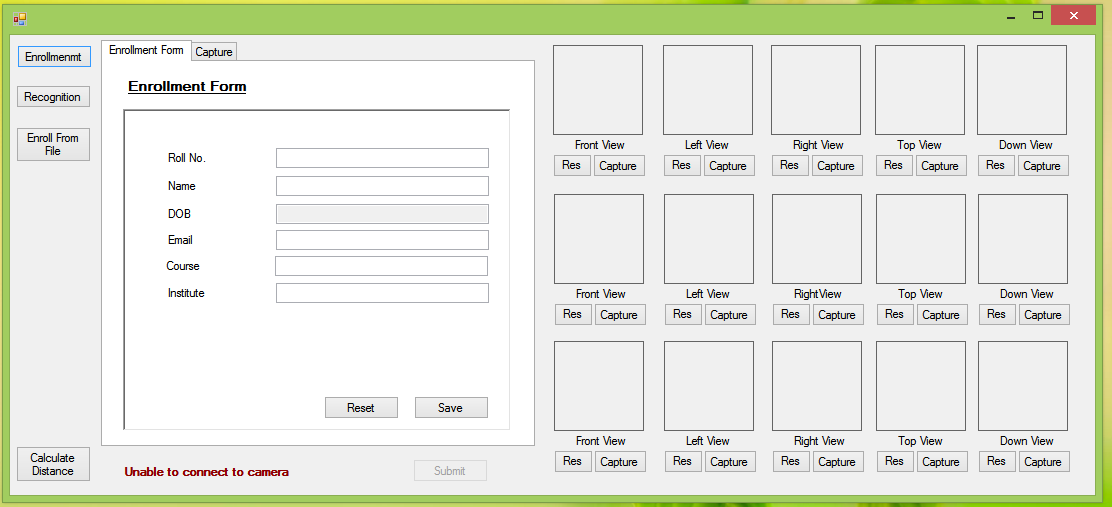 Enrollmenmt
Recognition
Enroll From
File
Calculate
Distance
Enrollment Form
Capture
Enrollment Form
Roll No.
Name
DOB
Email
Course
Institute
Reset
Save
Unable to connect to camera
Submit
Front View
Left View
Right View
Top View
Down View
Res
Capture
Res
Capture
Res
Capture
Res
Capture
Res
Capture
Front View
Left View
RightView
Top View
Down View
Res
Capture
Res
Capture
Res
Capture
Res
Capture
Res
Capture
Front View
Left View
Right View
Top View
Down View
Res
Capture
Res
Capture
Res
Capture
Res
Capture
Res
Capture